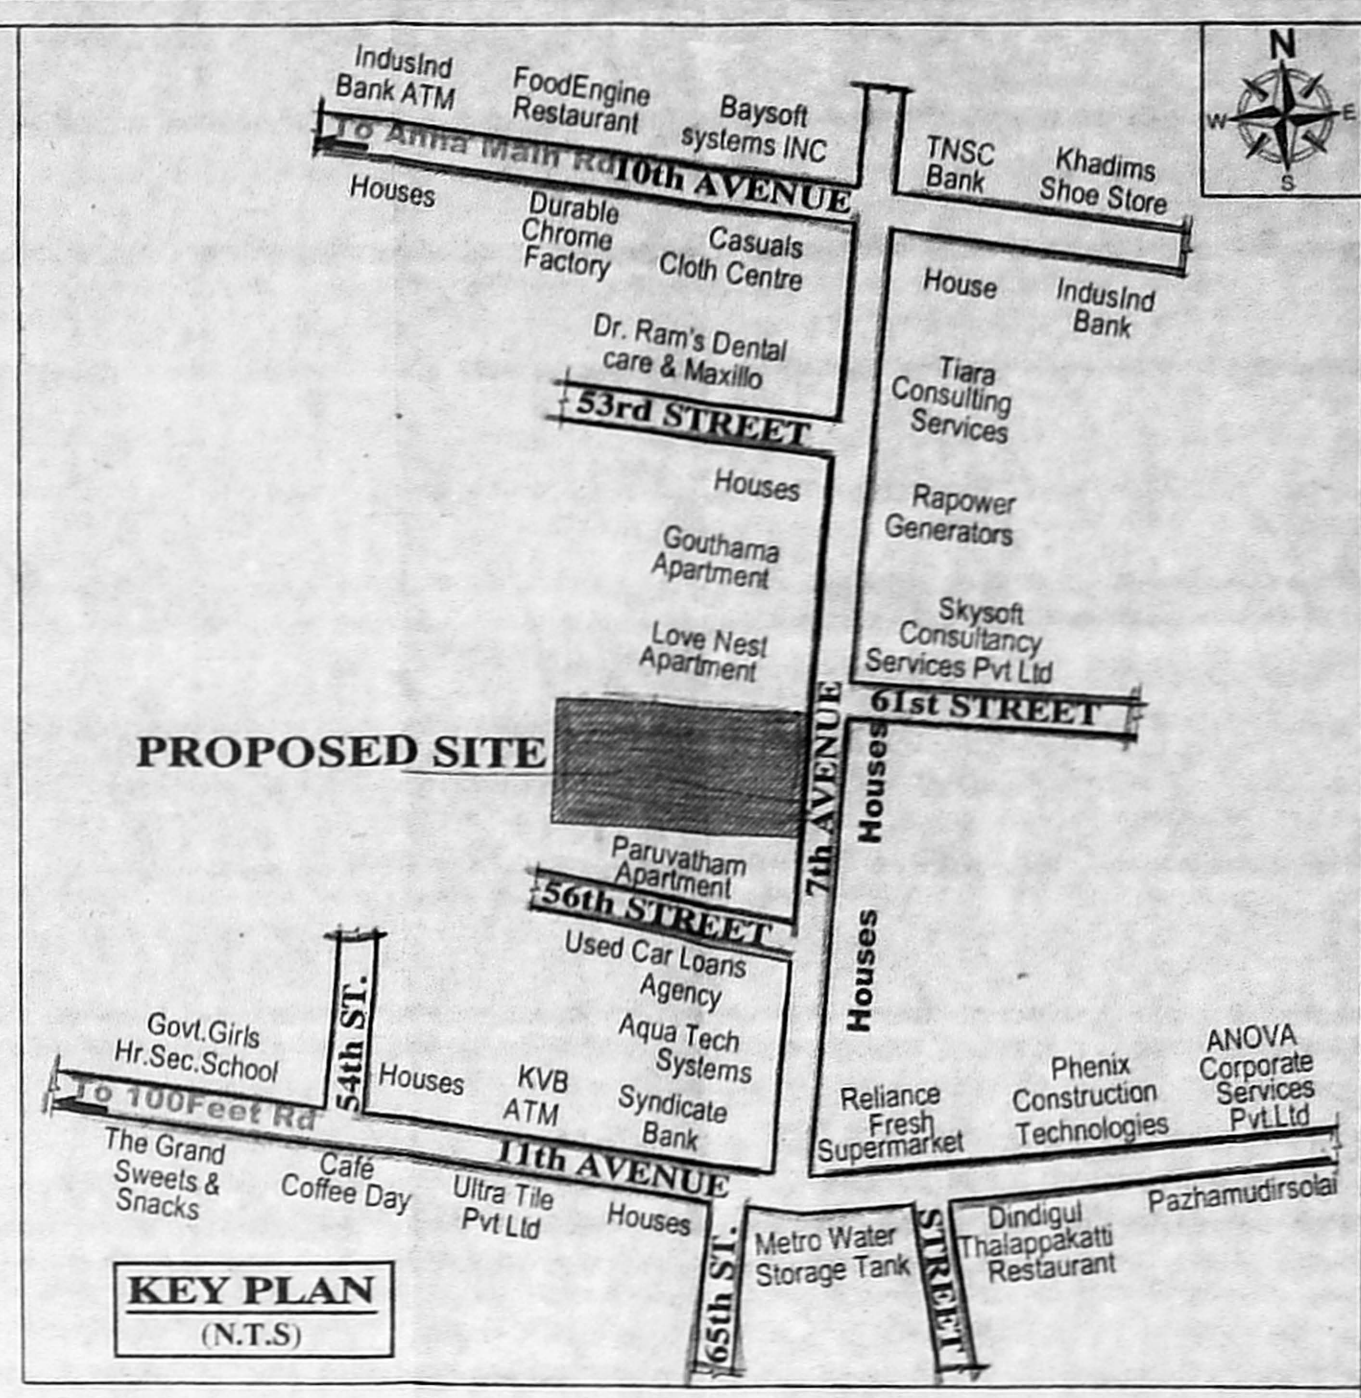 N
W
E
S
IndusInd
Bank ATM
FoodEngine
Restaurant
Baysoft
systems INC
TNSC
Bank
Khadims
Shoe Store
To Anna Main Rd
10th AVENUE
Houses
Durable
Chrome
Factory
Casuals
Cloth Centre
House
IndusInd
Bank
Dr. Ram's Dental
care & Maxillo
53rd STREET
Tiara
Consulting
Services
Houses
Rapower
Generators
Gouthama
Apartment
Skysoft
Consultancy
Services Pvt Ltd
Love Nest
Apartment
61st STREET
PROPOSED SITE
7th AVENUE
Houses
Houses
Paruvatham
Apartment
56th STREET
Used Car Loans
Agency
Aqua Tech
Systems
54th ST.
Govt.Girls
Hr.Sec.School
Houses
KVB
ATM
Syndicate
Bank
Reliance
Fresh
Supermarket
Phenix
Construction
Technologies
ANOVA
Corporate
Services
Pvt.Ltd
To 100Feet Rd
11th AVENUE
The Grand
Sweets &
Snacks
Café
Coffee Day
Ultra Tile
Pvt Ltd
Houses
65th ST.
Metro Water
Storage Tank
STREET
Dindigul
Thalappakatti
Restaurant
Pazhamudirsolai
KEY PLAN
(N.T.S)